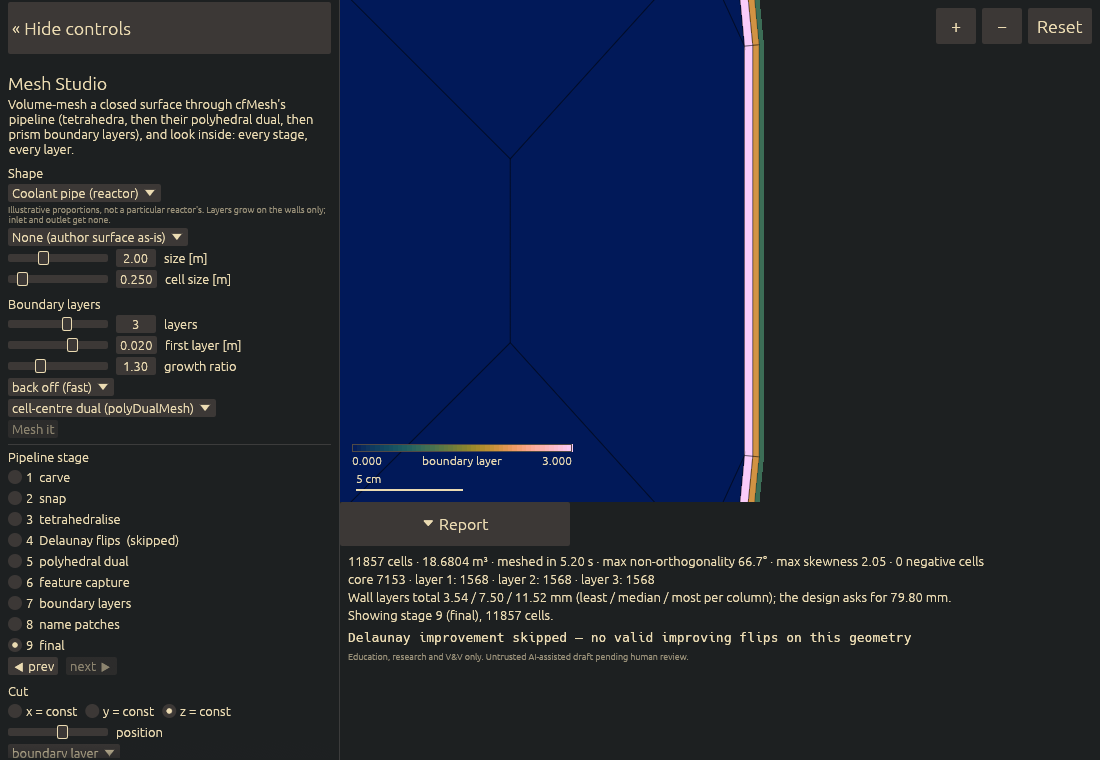 « Hide controls
+
−
Reset
Mesh Studio
Volume-mesh a closed surface through cfMesh's
pipeline (tetrahedra, then their polyhedral dual, then
prism boundary layers), and look inside: every stage,
every layer.
Shape
Coolant pipe (reactor) ▼
Illustrative proportions, not a particular reactor's. Layers grow on the walls only;
inlet and outlet get none.
None (author surface as-is) ▼
2.00 size [m]
0.250 cell size [m]
Boundary layers
3 layers
0.020 first layer [m]
1.30 growth ratio
back off (fast) ▼
cell-centre dual (polyDualMesh) ▼
Mesh it
Pipeline stage
1 carve
2 snap
3 tetrahedralise
4 Delaunay flips (skipped)
5 polyhedral dual
6 feature capture
7 boundary layers
8 name patches
9 final
◀ prev next ▶
Cut
x = const y = const z = const
position
boundary layer ▼
0.000 boundary layer 3.000
5 cm
▼ Report
11857 cells · 18.6804 m³ · meshed in 5.20 s · max non-orthogonality 66.7° · max skewness 2.05 · 0 negative cells
core 7153 · layer 1: 1568 · layer 2: 1568 · layer 3: 1568
Wall layers total 3.54 / 7.50 / 11.52 mm (least / median / most per column); the design asks for 79.80 mm.
Showing stage 9 (final), 11857 cells.
Delaunay improvement skipped — no valid improving flips on this geometry
Education, research and V&V only. Untrusted AI-assisted draft pending human review.